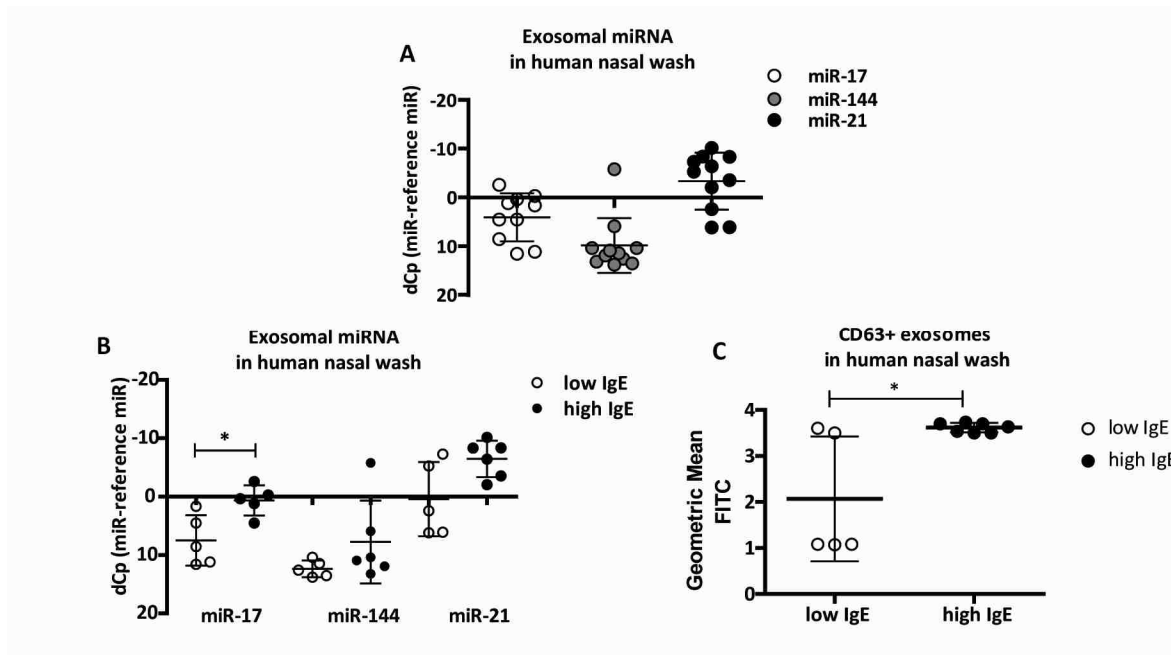 A
Exosomal miRNA
in human nasal wash
miR-17
miR-144
miR-21
dCp (miR-reference miR)
-20
-10
0
10
20
B
Exosomal miRNA
in human nasal wash
low IgE
high IgE
dCp (miR-reference miR)
-20
-10
0
10
20
*
miR-17
miR-144
miR-21
C
CD63+ exosomes
in human nasal wash
*
low IgE
high IgE
Geometric Mean
FITC
4
3
2
1
0
low IgE
high IgE